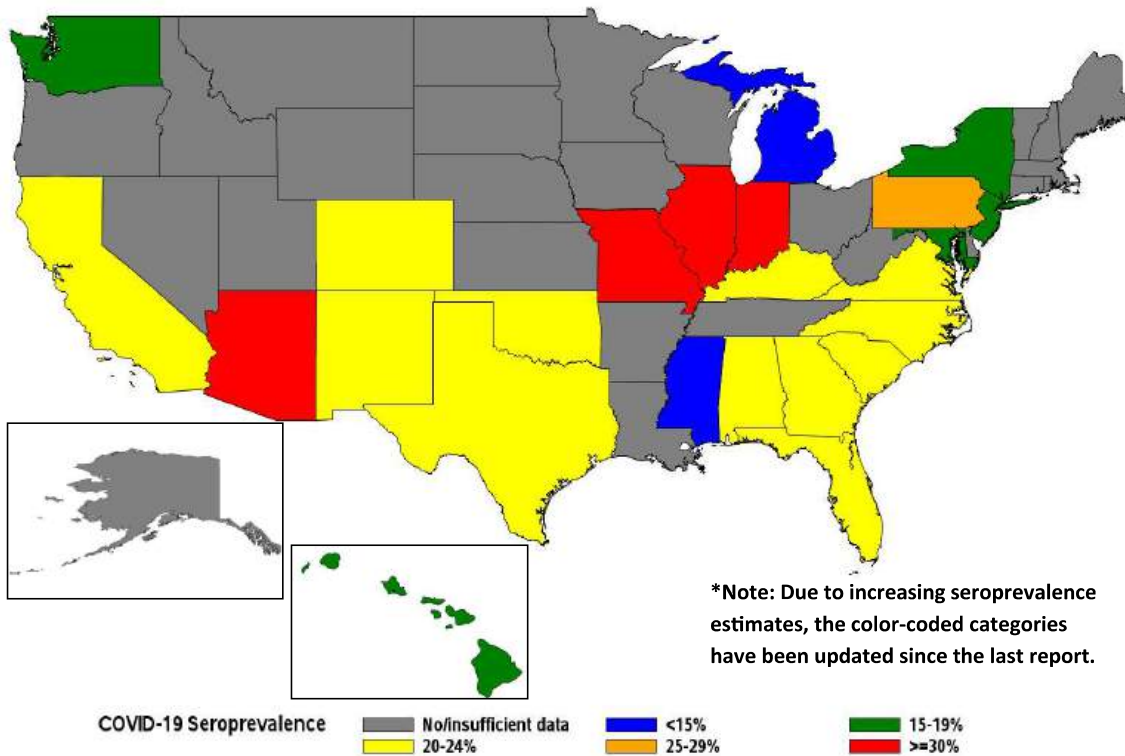 *Note: Due to increasing seroprevalence
estimates, the color-coded categories
have been updated since the last report.
COVID-19 Seroprevalence
No/insufficient data
<15%
15-19%
20-24%
25-29%
>=30%